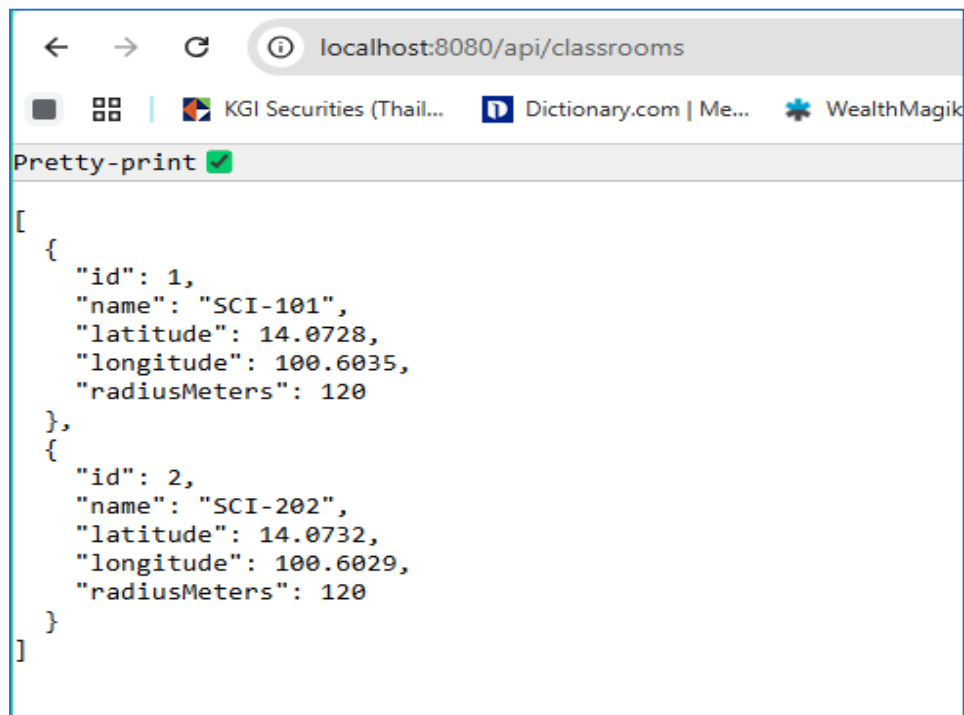 localhost:8080/api/classrooms
KGI Securities (Thail... Dictionary.com | Me... WealthMagik
Pretty-print
[
  {
    "id": 1,
    "name": "SCI-101",
    "latitude": 14.0728,
    "longitude": 100.6035,
    "radiusMeters": 120
  },
  {
    "id": 2,
    "name": "SCI-202",
    "latitude": 14.0732,
    "longitude": 100.6029,
    "radiusMeters": 120
  }
]